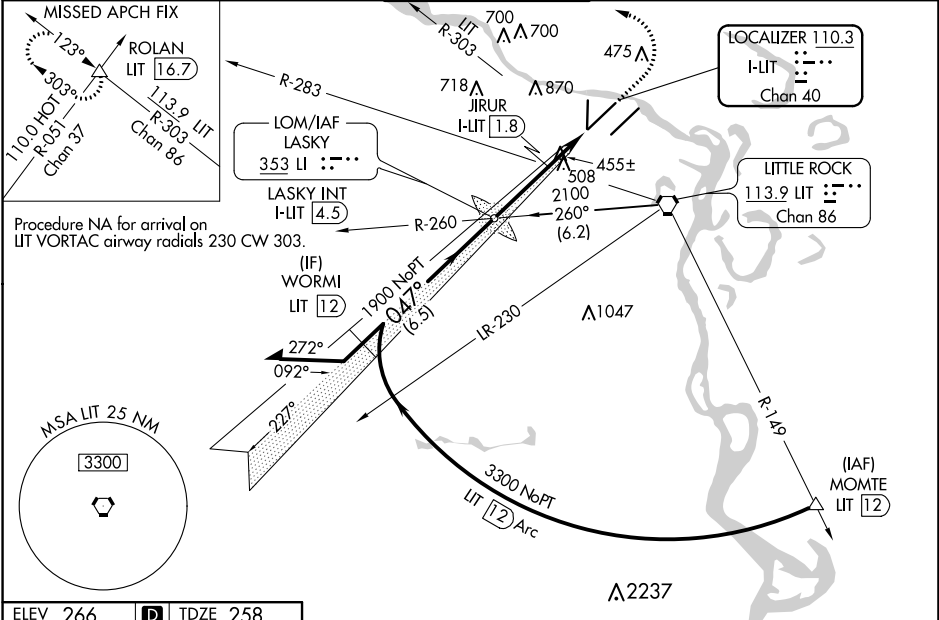 MISSED APCH FIX
123°
303°
ROLAN
LIT 16.7
110.0 HOT
R-051
Chan 37
113.9 LIT
R-303
Chan 86
LIT
R-303
700
700
475
LOCALIZER 110.3
I-LIT
Chan 40
R-283
718
870
JIRUR
I-LIT 1.8
LOM/IAF
LASKY
353 LI
455±
508
LITTLE ROCK
113.9 LIT
Chan 86
LASKY INT
I-LIT 4.5
R-260
2100
260°
(6.2)
Procedure NA for arrival on
LIT VORTAC airway radials 230 CW 303.
(IF)
WORMI
LIT 12
1900 NoPT
047°
(6.5)
LR-230
1047
272°
092°
227°
R-149
MSA LIT 25 NM
3300
3300 NoPT
LIT 12 Arc
(IAF)
MOMTE
LIT 12
2237
ELEV 266 D TDZE 258